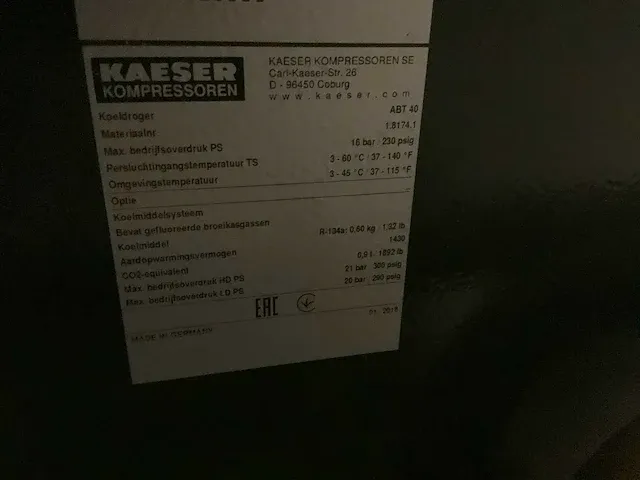 KAESER
KOMPRESSOREN
KAESER KOMPRESSOREN SE
Carl-Kaeser-Str. 26
D - 96450 Coburg
www.kaeser.com
Koeldroger ABT 40
Materiaalnr. 1.8174.1
Max. bedrijfsoverdruk PS 16 bar 230 psig
Persluchtingangstemperatuur TS 3 - 60 °C / 37 - 140 °F
Omgevingstemperatuur 3 - 45 °C / 37 - 115 °F
Optie -
Koelmiddelsysteem
Bevat gefluoreerde broeikasgassen
Koelmiddel R-134a: 0,60 kg 1,32 lb
Aardopwarmingsvermogen 1430
CO2-equivalent 0,9 t 1892 lb
Max. bedrijfsoverdruk HD PS 21 bar 300 psig
Max. bedrijfsoverdruk LD PS 20 bar 290 psig
EAC
MADE IN GERMANY